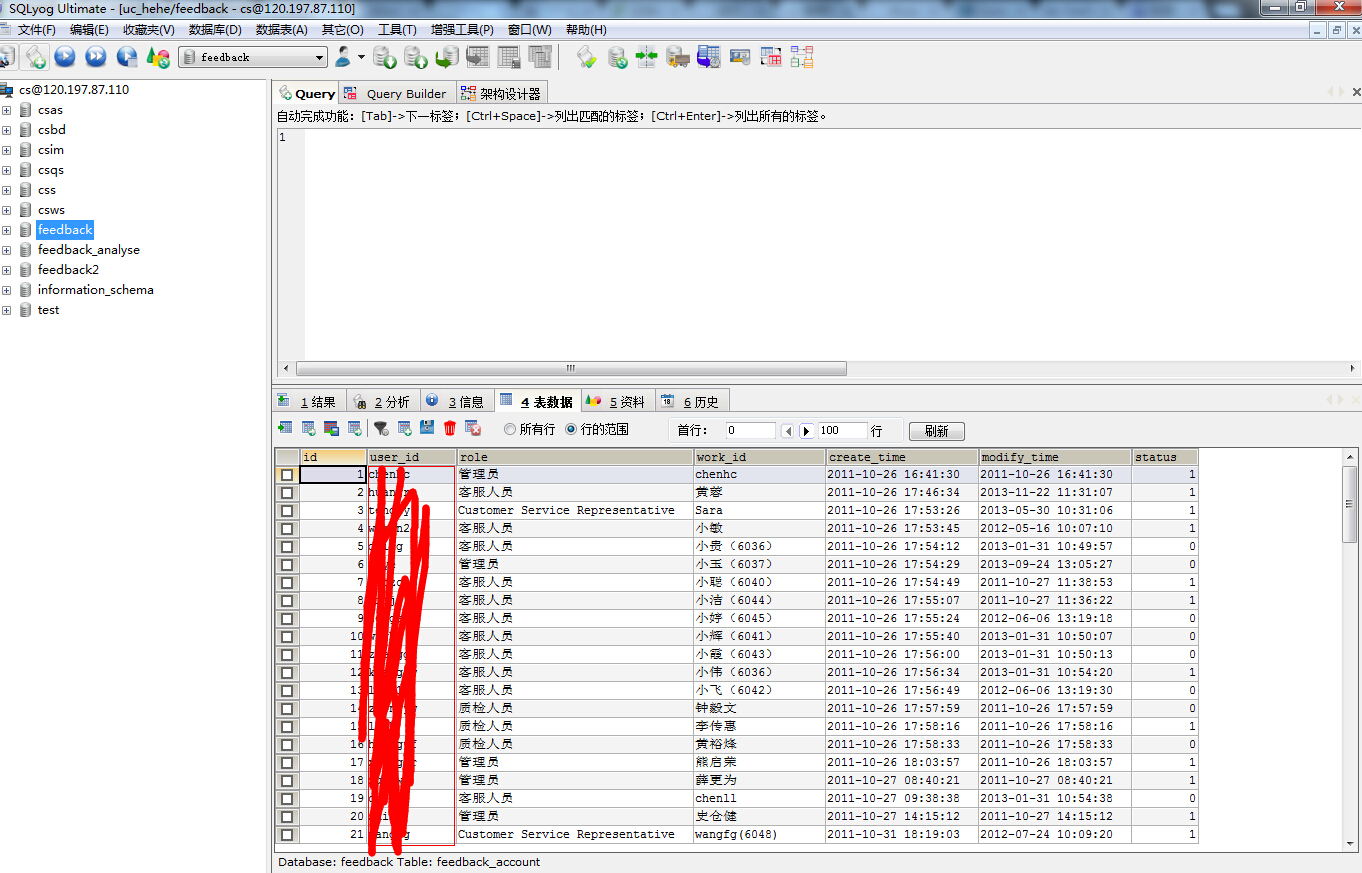 SQLyog Ultimate - [uc_hehe/feedback - cs@120.197.87.110]
文件(F) 编辑(E) 收藏夹(V) 数据库(D) 数据表(A) 其它(O) 工具(T) 增强工具(P) 窗口(W) 帮助(H)
feedback
cs@120.197.87.110
csas
csbd
csim
csqs
css
csws
feedback
feedback_analyse
feedback2
information_schema
test
Query Query Builder 架构设计器
自动完成功能: [Tab]->下一标签; [Ctrl+Space]->列出匹配的标签; [Ctrl+Enter]->列出所有的标签。
1
1 结果 2 分析 3 信息 4 表数据 5 资料 6 历史
所有行 行的范围 首行: 0 100 行 刷新
id user_id role work_id create_time modify_time status
1 chenhc 管理员 chenhc 2011-10-26 16:41:30 2011-10-26 16:41:30 1
2 客服人员 黄蓉 2011-10-26 17:46:34 2013-11-22 11:31:07 1
3 Customer Service Representative Sara 2011-10-26 17:53:26 2013-05-30 10:31:06 1
4 客服人员 小敏 2011-10-26 17:53:45 2012-05-16 10:07:10 1
5 客服人员 小贵（6036） 2011-10-26 17:54:12 2013-01-31 10:49:57 0
6 管理员 小玉（6037） 2011-10-26 17:54:29 2013-09-24 13:05:27 0
7 客服人员 小聪（6040） 2011-10-26 17:54:49 2011-10-27 11:38:53 1
8 客服人员 小洁（6044） 2011-10-26 17:55:07 2011-10-27 11:36:22 1
9 客服人员 小婷（6045） 2011-10-26 17:55:24 2012-06-06 13:19:18 0
10 客服人员 小辉（6041） 2011-10-26 17:55:40 2013-01-31 10:50:07 0
11 客服人员 小霞（6043） 2011-10-26 17:56:00 2013-01-31 10:50:13 0
12 客服人员 小伟（6036） 2011-10-26 17:56:34 2013-01-31 10:54:20 1
13 客服人员 小飞（6042） 2011-10-26 17:56:49 2012-06-06 13:19:30 0
14 质检人员 钟毅文 2011-10-26 17:57:59 2011-10-26 17:57:59 0
15 质检人员 李传惠 2011-10-26 17:58:16 2011-10-26 17:58:16 1
16 质检人员 黄裕烽 2011-10-26 17:58:33 2011-10-26 17:58:33 0
17 管理员 熊启荣 2011-10-26 18:03:57 2011-10-26 18:03:57 1
18 管理员 薛更为 2011-10-27 08:40:21 2011-10-27 08:40:21 1
19 客服人员 chenll 2011-10-27 09:38:38 2013-01-31 10:54:38 0
20 管理员 史仓健 2011-10-27 14:15:12 2011-10-27 14:15:12 1
21 Customer Service Representative wangfg(6048) 2011-10-31 18:19:03 2012-07-24 10:09:20 1
Database: feedback Table: feedback_account